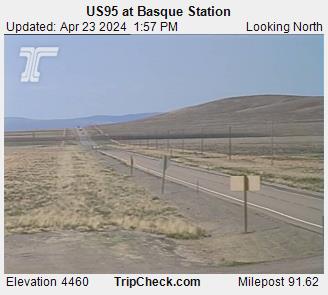 US95 at Basque Station
Updated: Apr 23 2024 1:57 PM Looking North
Elevation 4460 TripCheck.com Milepost 91.62